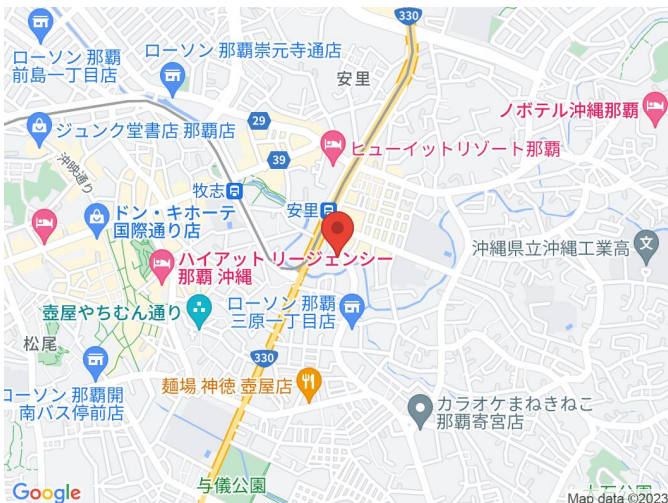 330
ローソン 那覇
前島一丁目店
ローソン 那覇崇元寺通店
安里
ノボテル沖縄那覇
29
ジュンク堂書店 那覇店
沖映通り
39
ヒューイットリゾート那覇
牧志
安里
ドン・キホーテ
国際通り店
ハイアット リージェンシー
那覇 沖縄
沖縄県立沖縄工業高
壺屋やちむん通り
ローソン 那覇
三原一丁目店
松尾
330
ローソン 那覇開
南バス停前店
麺場 神徳 壺屋店
カラオケまねきねこ
那覇寄宮店
与儀公園
Google
Map data ©2023